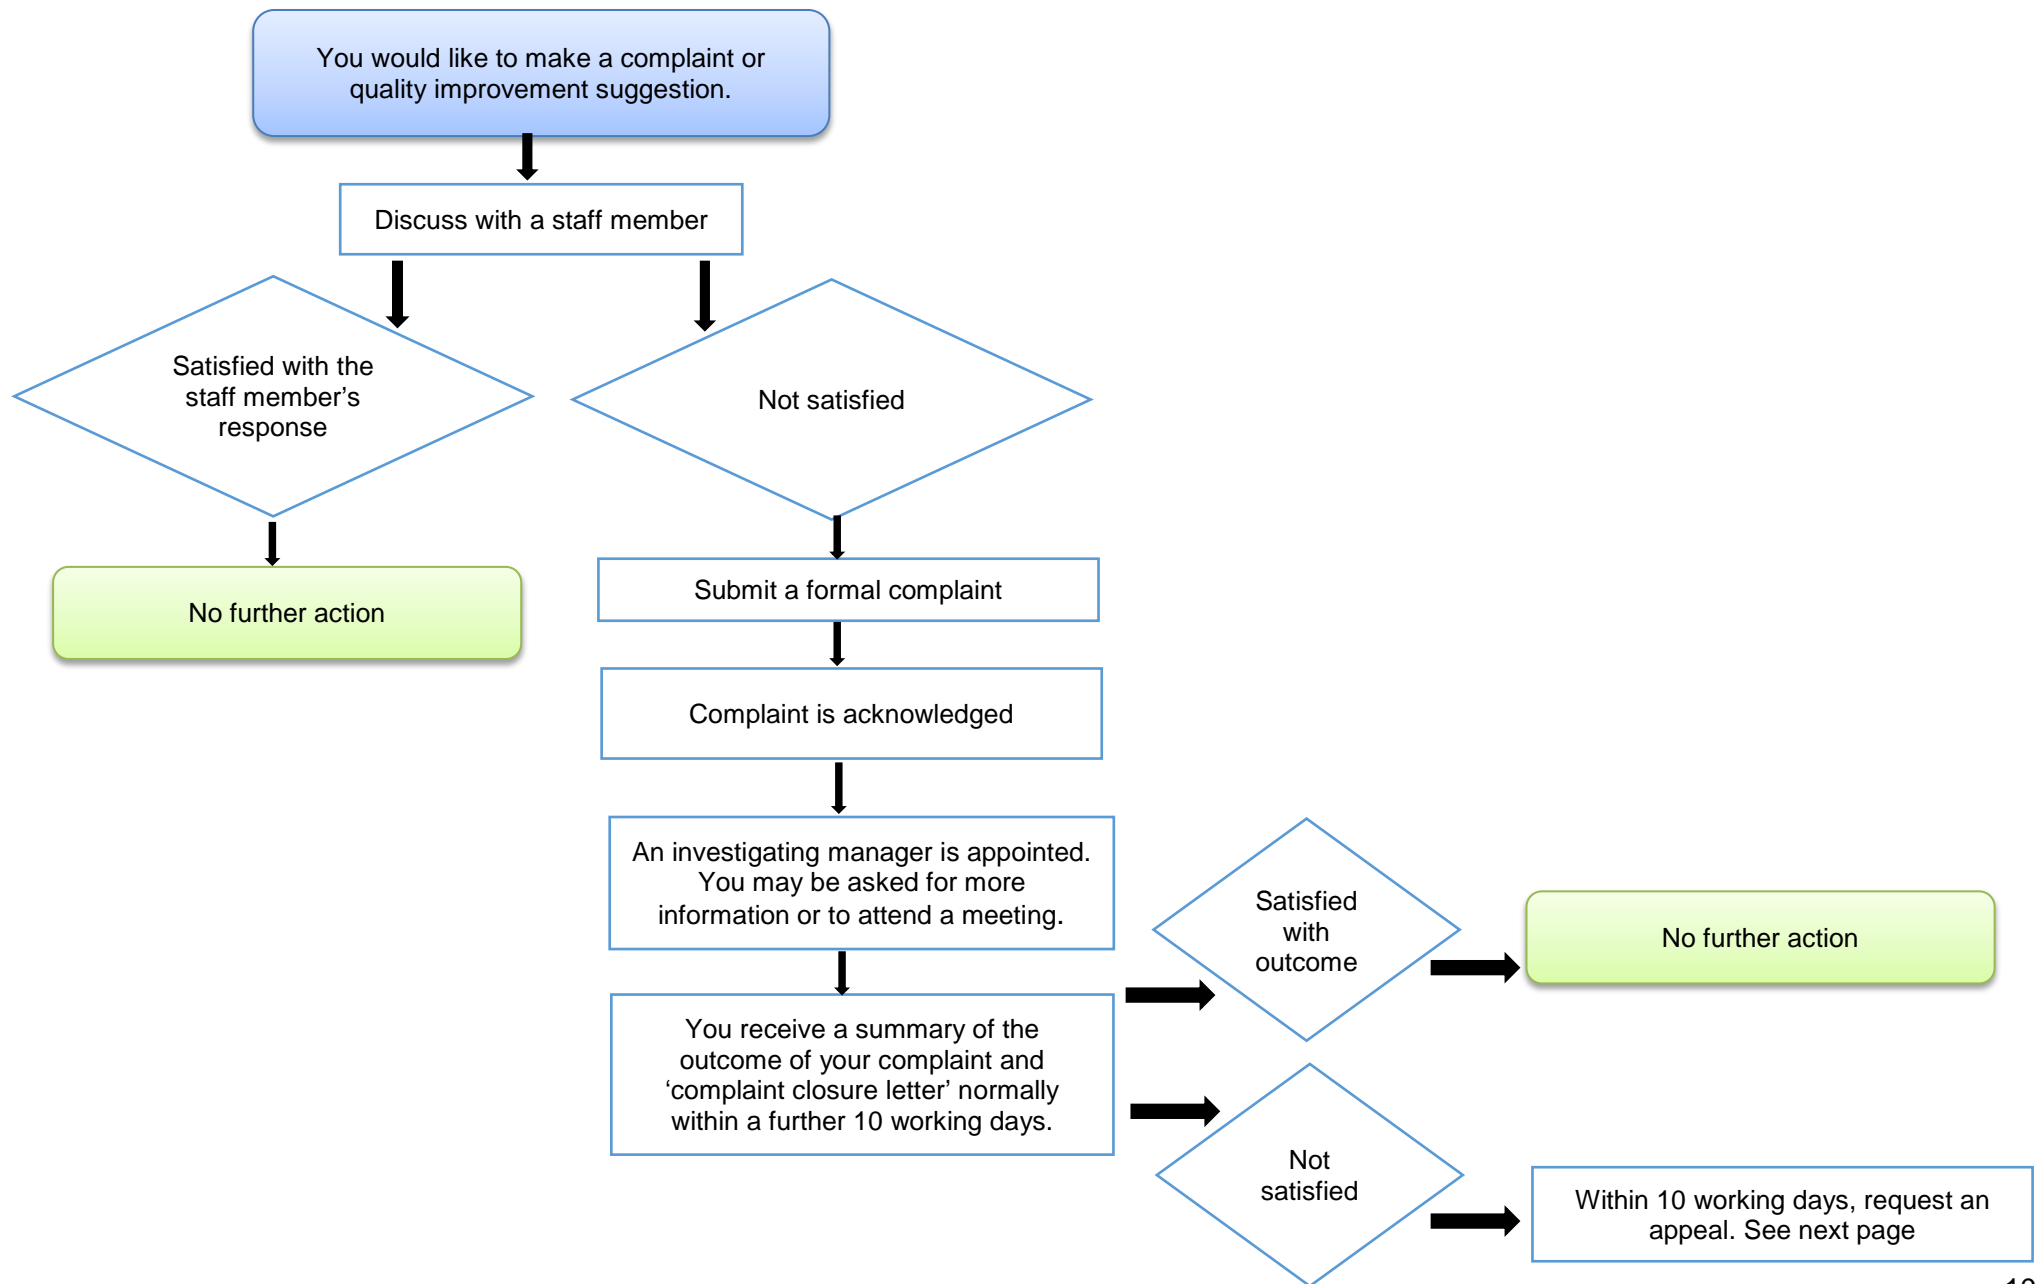 You would like to make a complaint or
quality improvement suggestion.
Discuss with a staff member
Satisfied with the
staff member’s
response
Not satisfied
No further action
Submit a formal complaint
Complaint is acknowledged
An investigating manager is appointed.
You may be asked for more
information or to attend a meeting.
Satisfied
with
outcome
No further action
You receive a summary of the
outcome of your complaint and
‘complaint closure letter’ normally
within a further 10 working days.
Not
satisfied
Within 10 working days, request an
appeal. See next page